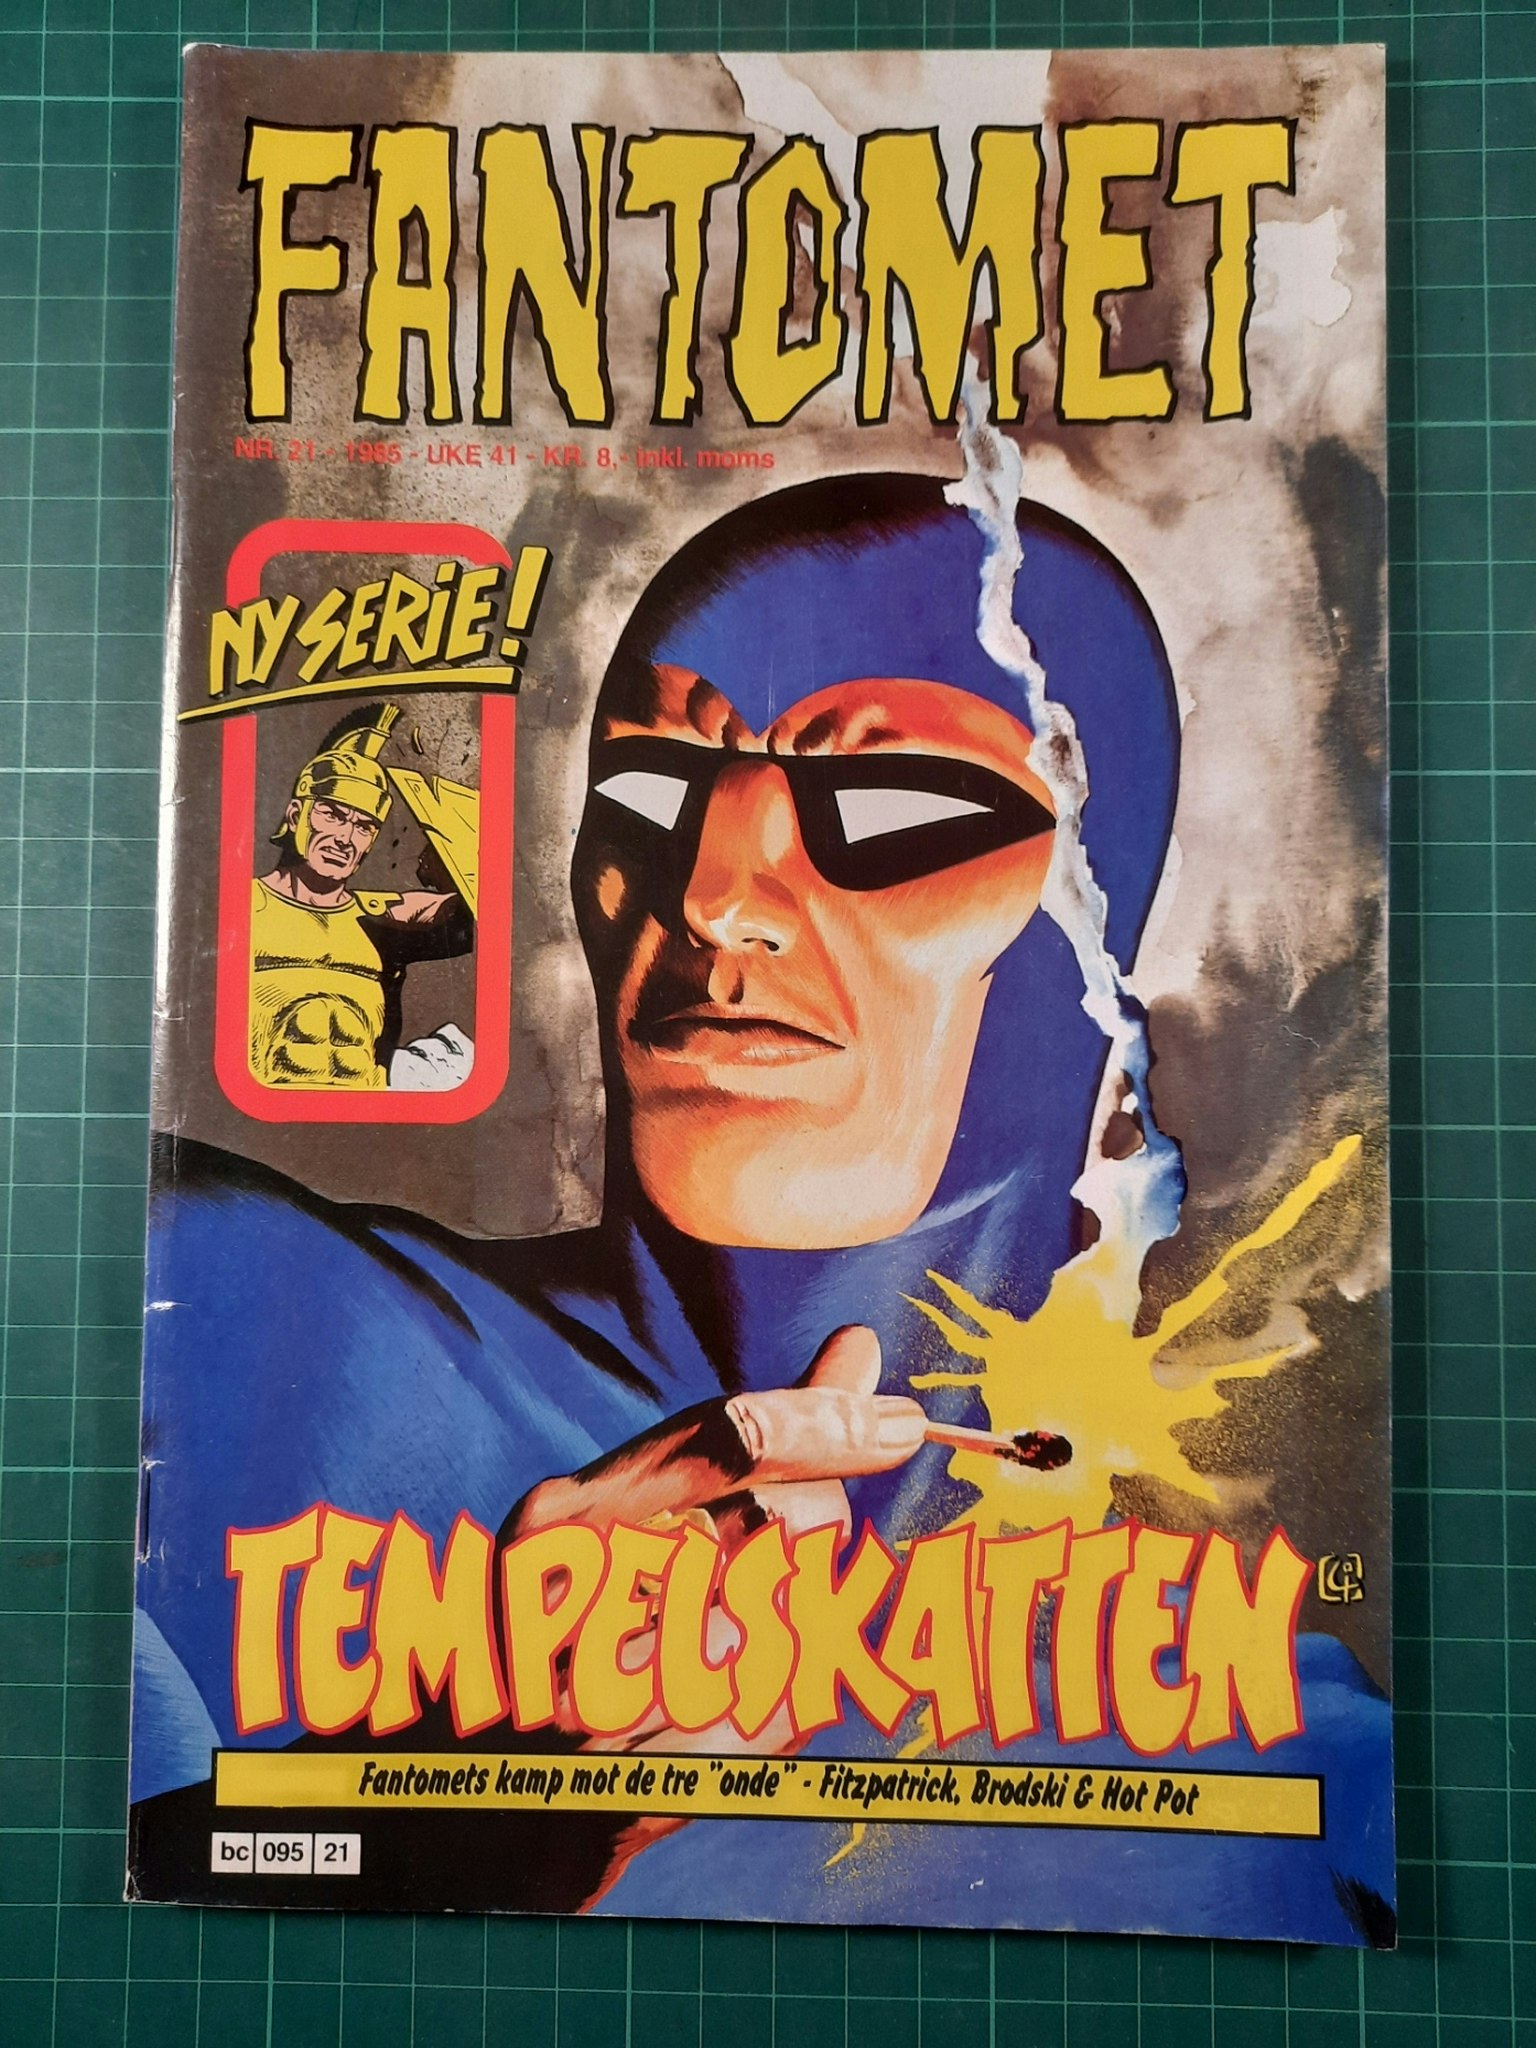 FANTOMET
NR. 21 - 1985 - UKE 41 - KR. 8,- inkl. moms
NY SERiE!
TEMPELSKATTEN
Fantomets kamp mot de tre "onde" - Fitzpatrick, Brodski & Hot Pot
bc 095 21